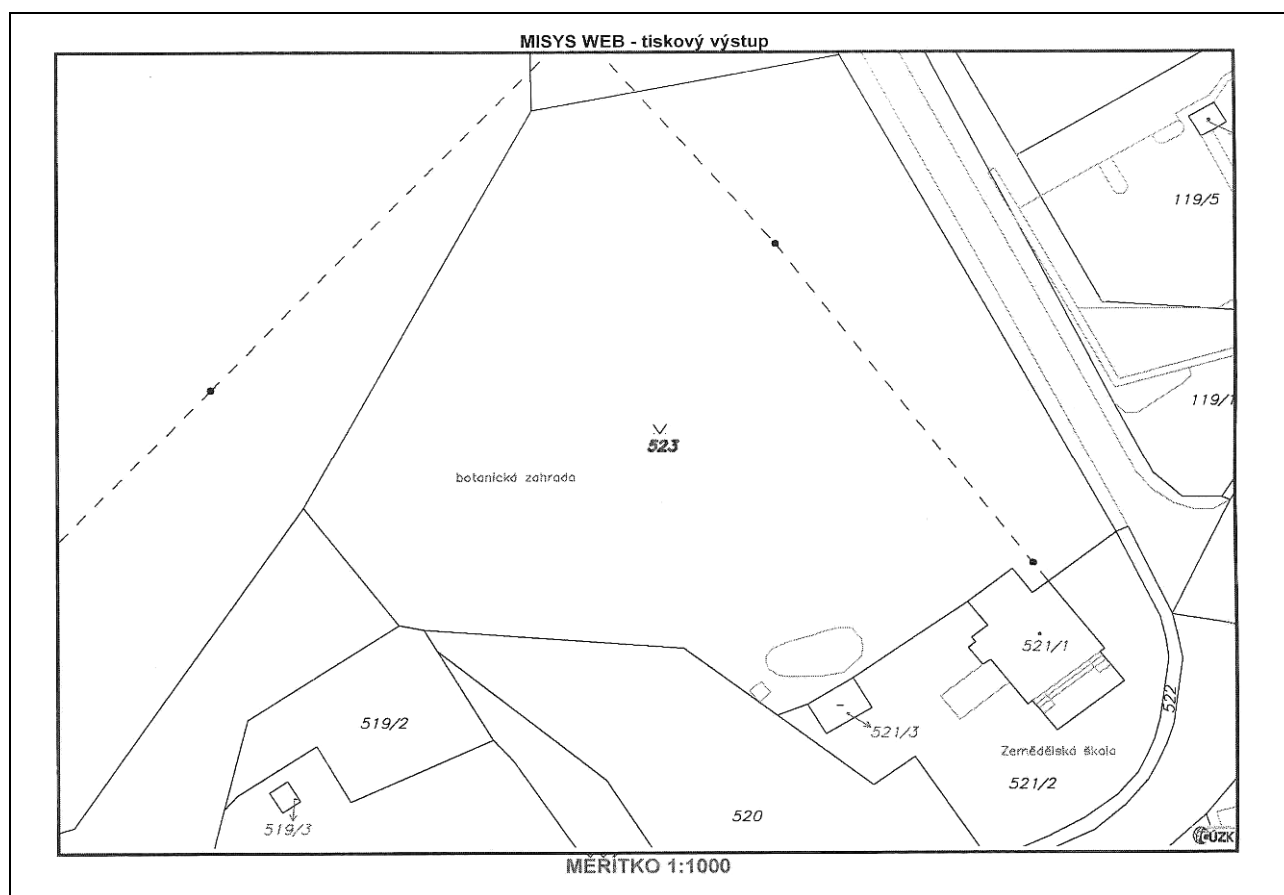 MISYS WEB - tiskový výstup
119/5
119/1
523
botanická zahrada
521/1
522
519/2
521/3
Zemědělská škola
521/2
520
519/3
ČÚZK
MĚŘÍTKO 1:1000